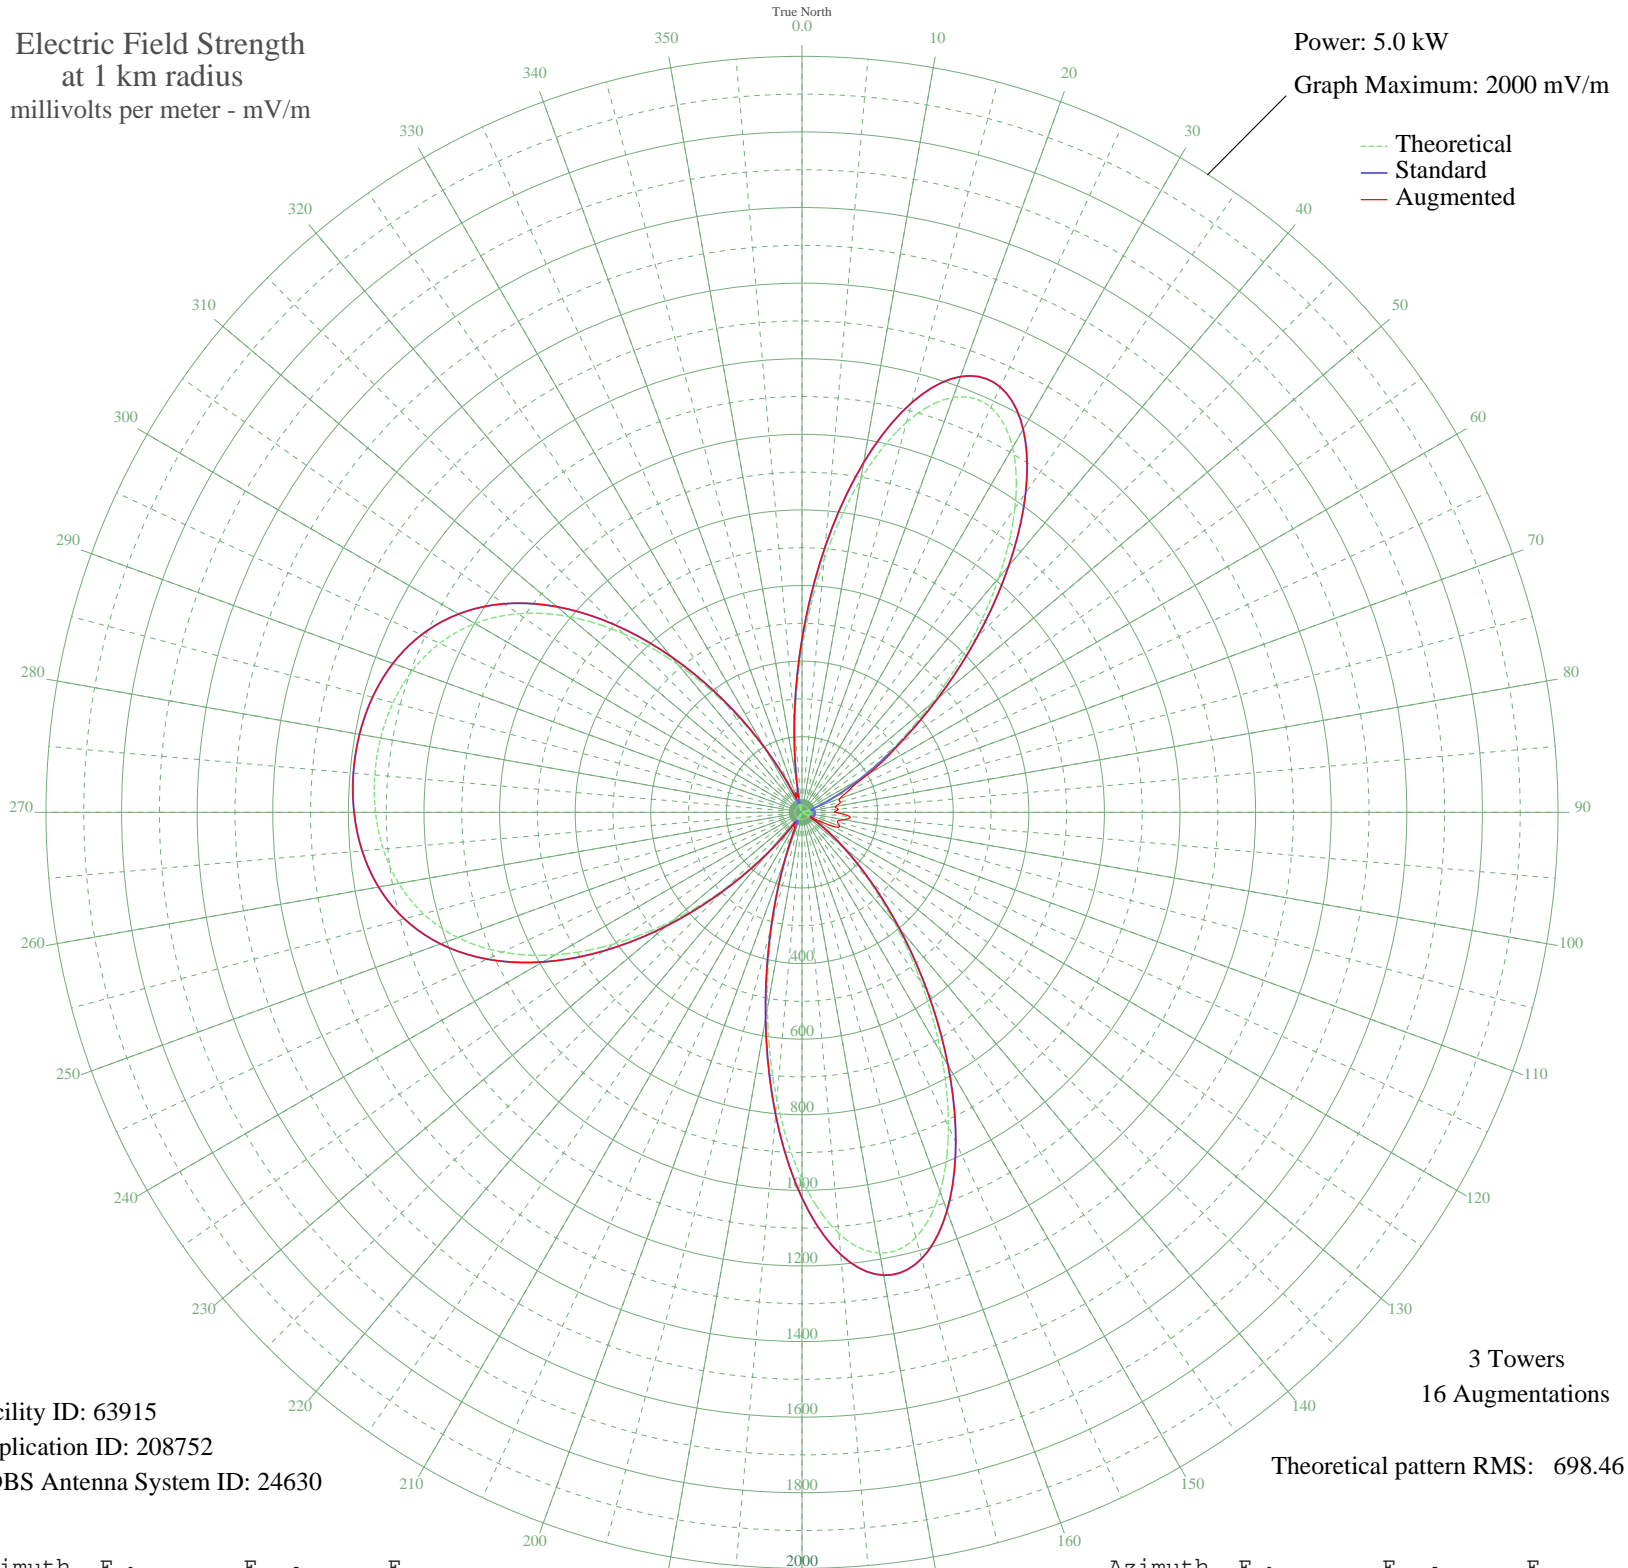 True North
0.0
Electric Field Strength
at 1 km radius
millivolts per meter - mV/m
Power: 5.0 kW
Graph Maximum: 2000 mV/m
Theoretical
Standard
Augmented
10
20
30
40
50
60
70
80
90
100
110
120
130
140
150
160
200
210
220
230
240
250
260
270
280
290
300
310
320
330
340
350
400
600
800
1000
1200
1400
1600
1800
2000
3 Towers
16 Augmentations
Theoretical pattern RMS: 698.46
cility ID: 63915
plication ID: 208752
DBS Antenna System ID: 24630